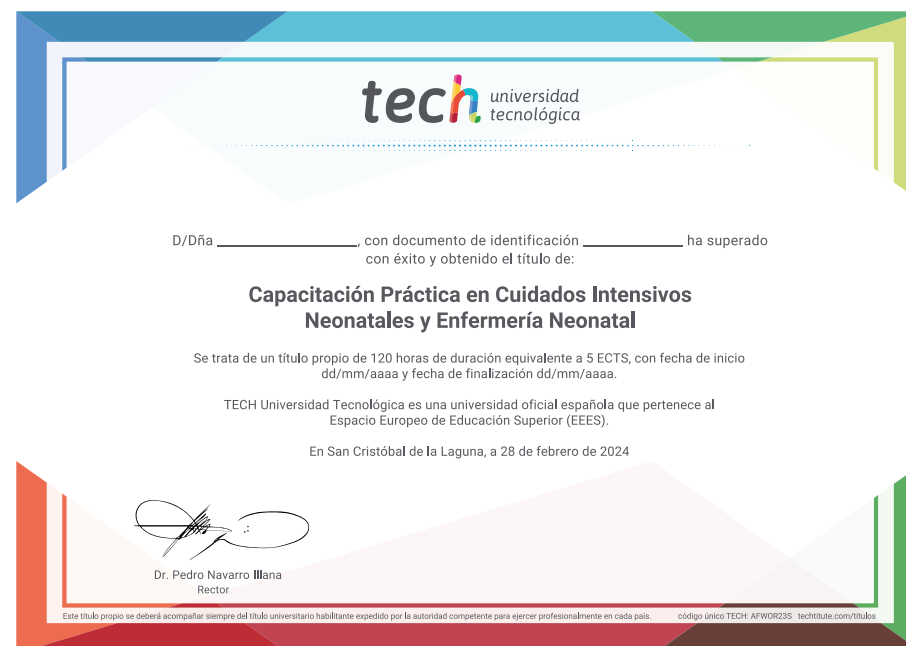 tech universidad
tecnológica
D/Dña ____________________, con documento de identificación ______________ ha superado
con éxito y obtenido el título de:
Capacitación Práctica en Cuidados Intensivos
Neonatales y Enfermería Neonatal
Se trata de un título propio de 120 horas de duración equivalente a 5 ECTS, con fecha de inicio
dd/mm/aaaa y fecha de finalización dd/mm/aaaa.
TECH Universidad Tecnológica es una universidad oficial española que pertenece al
Espacio Europeo de Educación Superior (EEES).
En San Cristóbal de la Laguna, a 28 de febrero de 2024
Dr. Pedro Navarro Illana
Rector
Este título propio se deberá acompañar siempre del título universitario habilitante expedido por la autoridad competente para ejercer profesionalmente en cada país. código único TECH: AFWOR23S techtitute.com/titulos